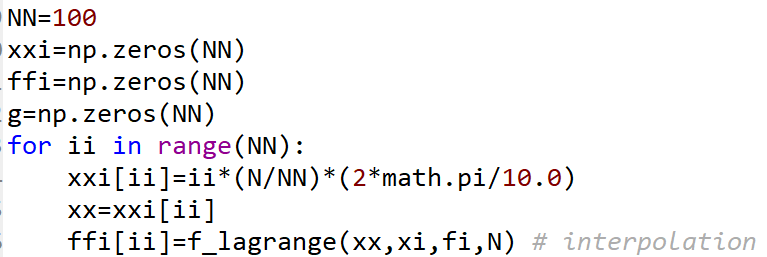 NN=100
xxi=np.zeros(NN)
ffi=np.zeros(NN)
g=np.zeros(NN)
for ii in range(NN):
    xxi[ii]=ii*(N/NN)*(2*math.pi/10.0)
    xx=xxi[ii]
    ffi[ii]=f_lagrange(xx,xi,fi,N) # interpolation